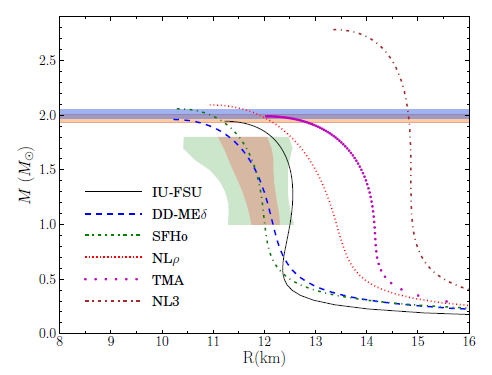 M (M⊙)
2.5
2.0
1.5
1.0
0.5
0.0
IU-FSU
DD-MEδ
SFHo
NLρ
TMA
NL3
8 9 10 11 12 13 14 15 16
R(km)